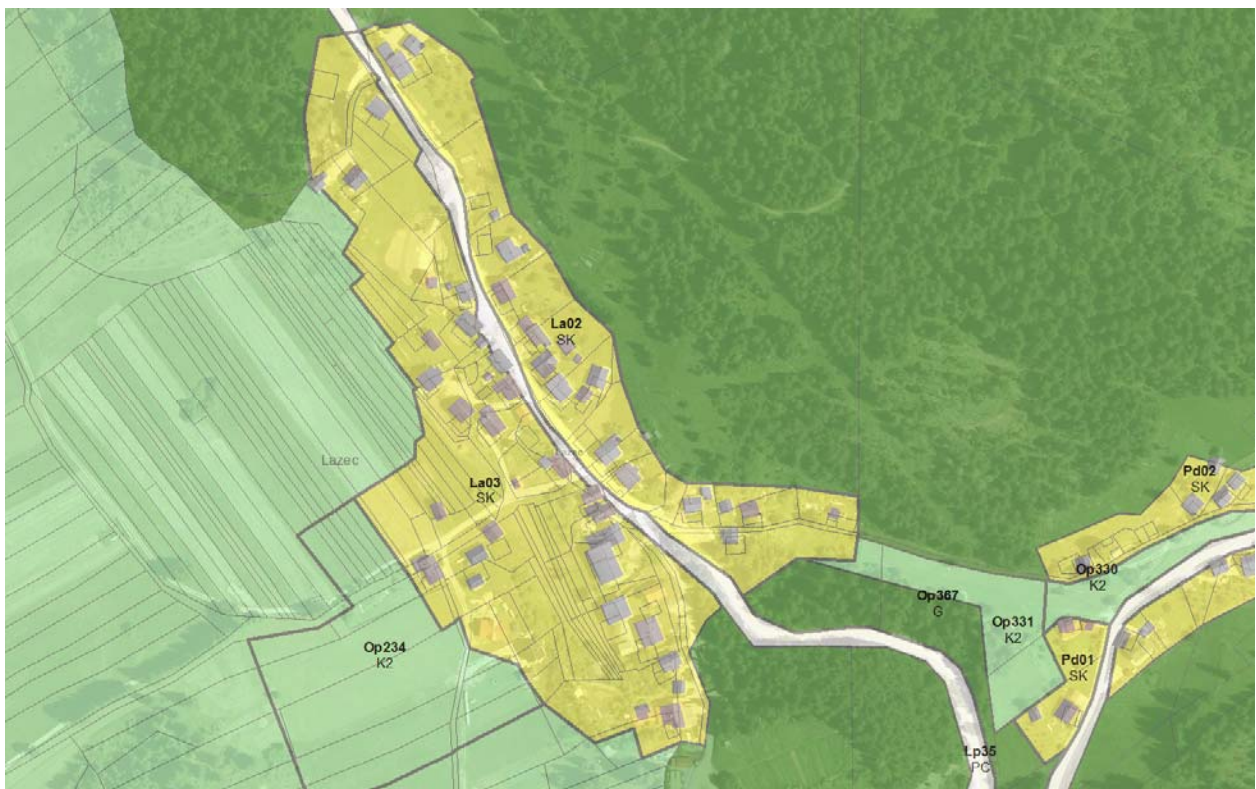 La02
SK
Lazec
Pd02
SK
La03
SK
Op330
K2
Op367
G
Op331
K2
Op234
K2
Pd01
SK
Lp35
PC